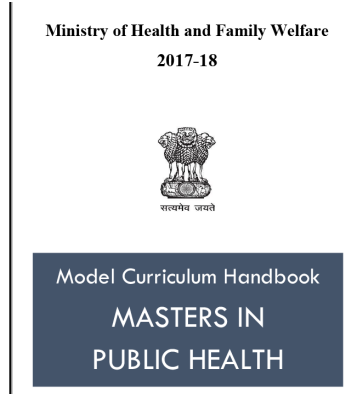 Ministry of Health and Family Welfare
2017-18
सत्यमेव जयते
Model Curriculum Handbook
MASTERS IN
PUBLIC HEALTH